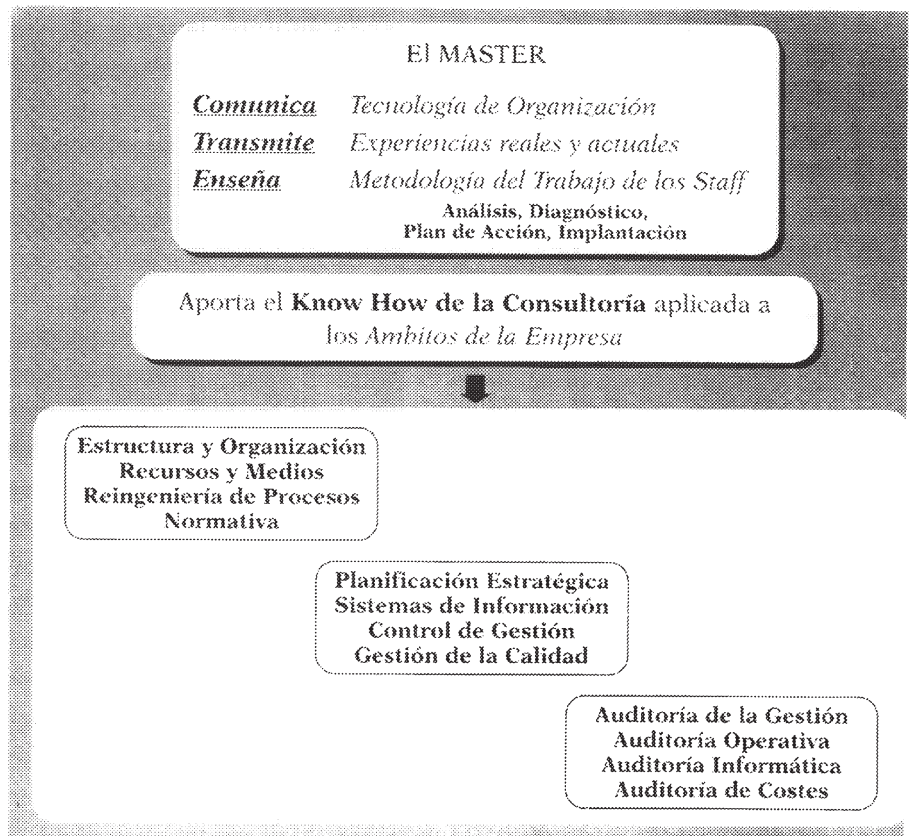 El MASTER
Comunica Tecnología de Organización
Transmite Experiencias reales y actuales
Enseña Metodología del Trabajo de los Staff
Análisis, Diagnóstico,
Plan de Acción, Implantación
Aporta el Know How de la Consultoría aplicada a
los Ambitos de la Empresa
Estructura y Organización
Recursos y Medios
Reingeniería de Procesos
Normativa
Planificación Estratégica
Sistemas de Información
Control de Gestión
Gestión de la Calidad
Auditoría de la Gestión
Auditoría Operativa
Auditoría Informática
Auditoría de Costes